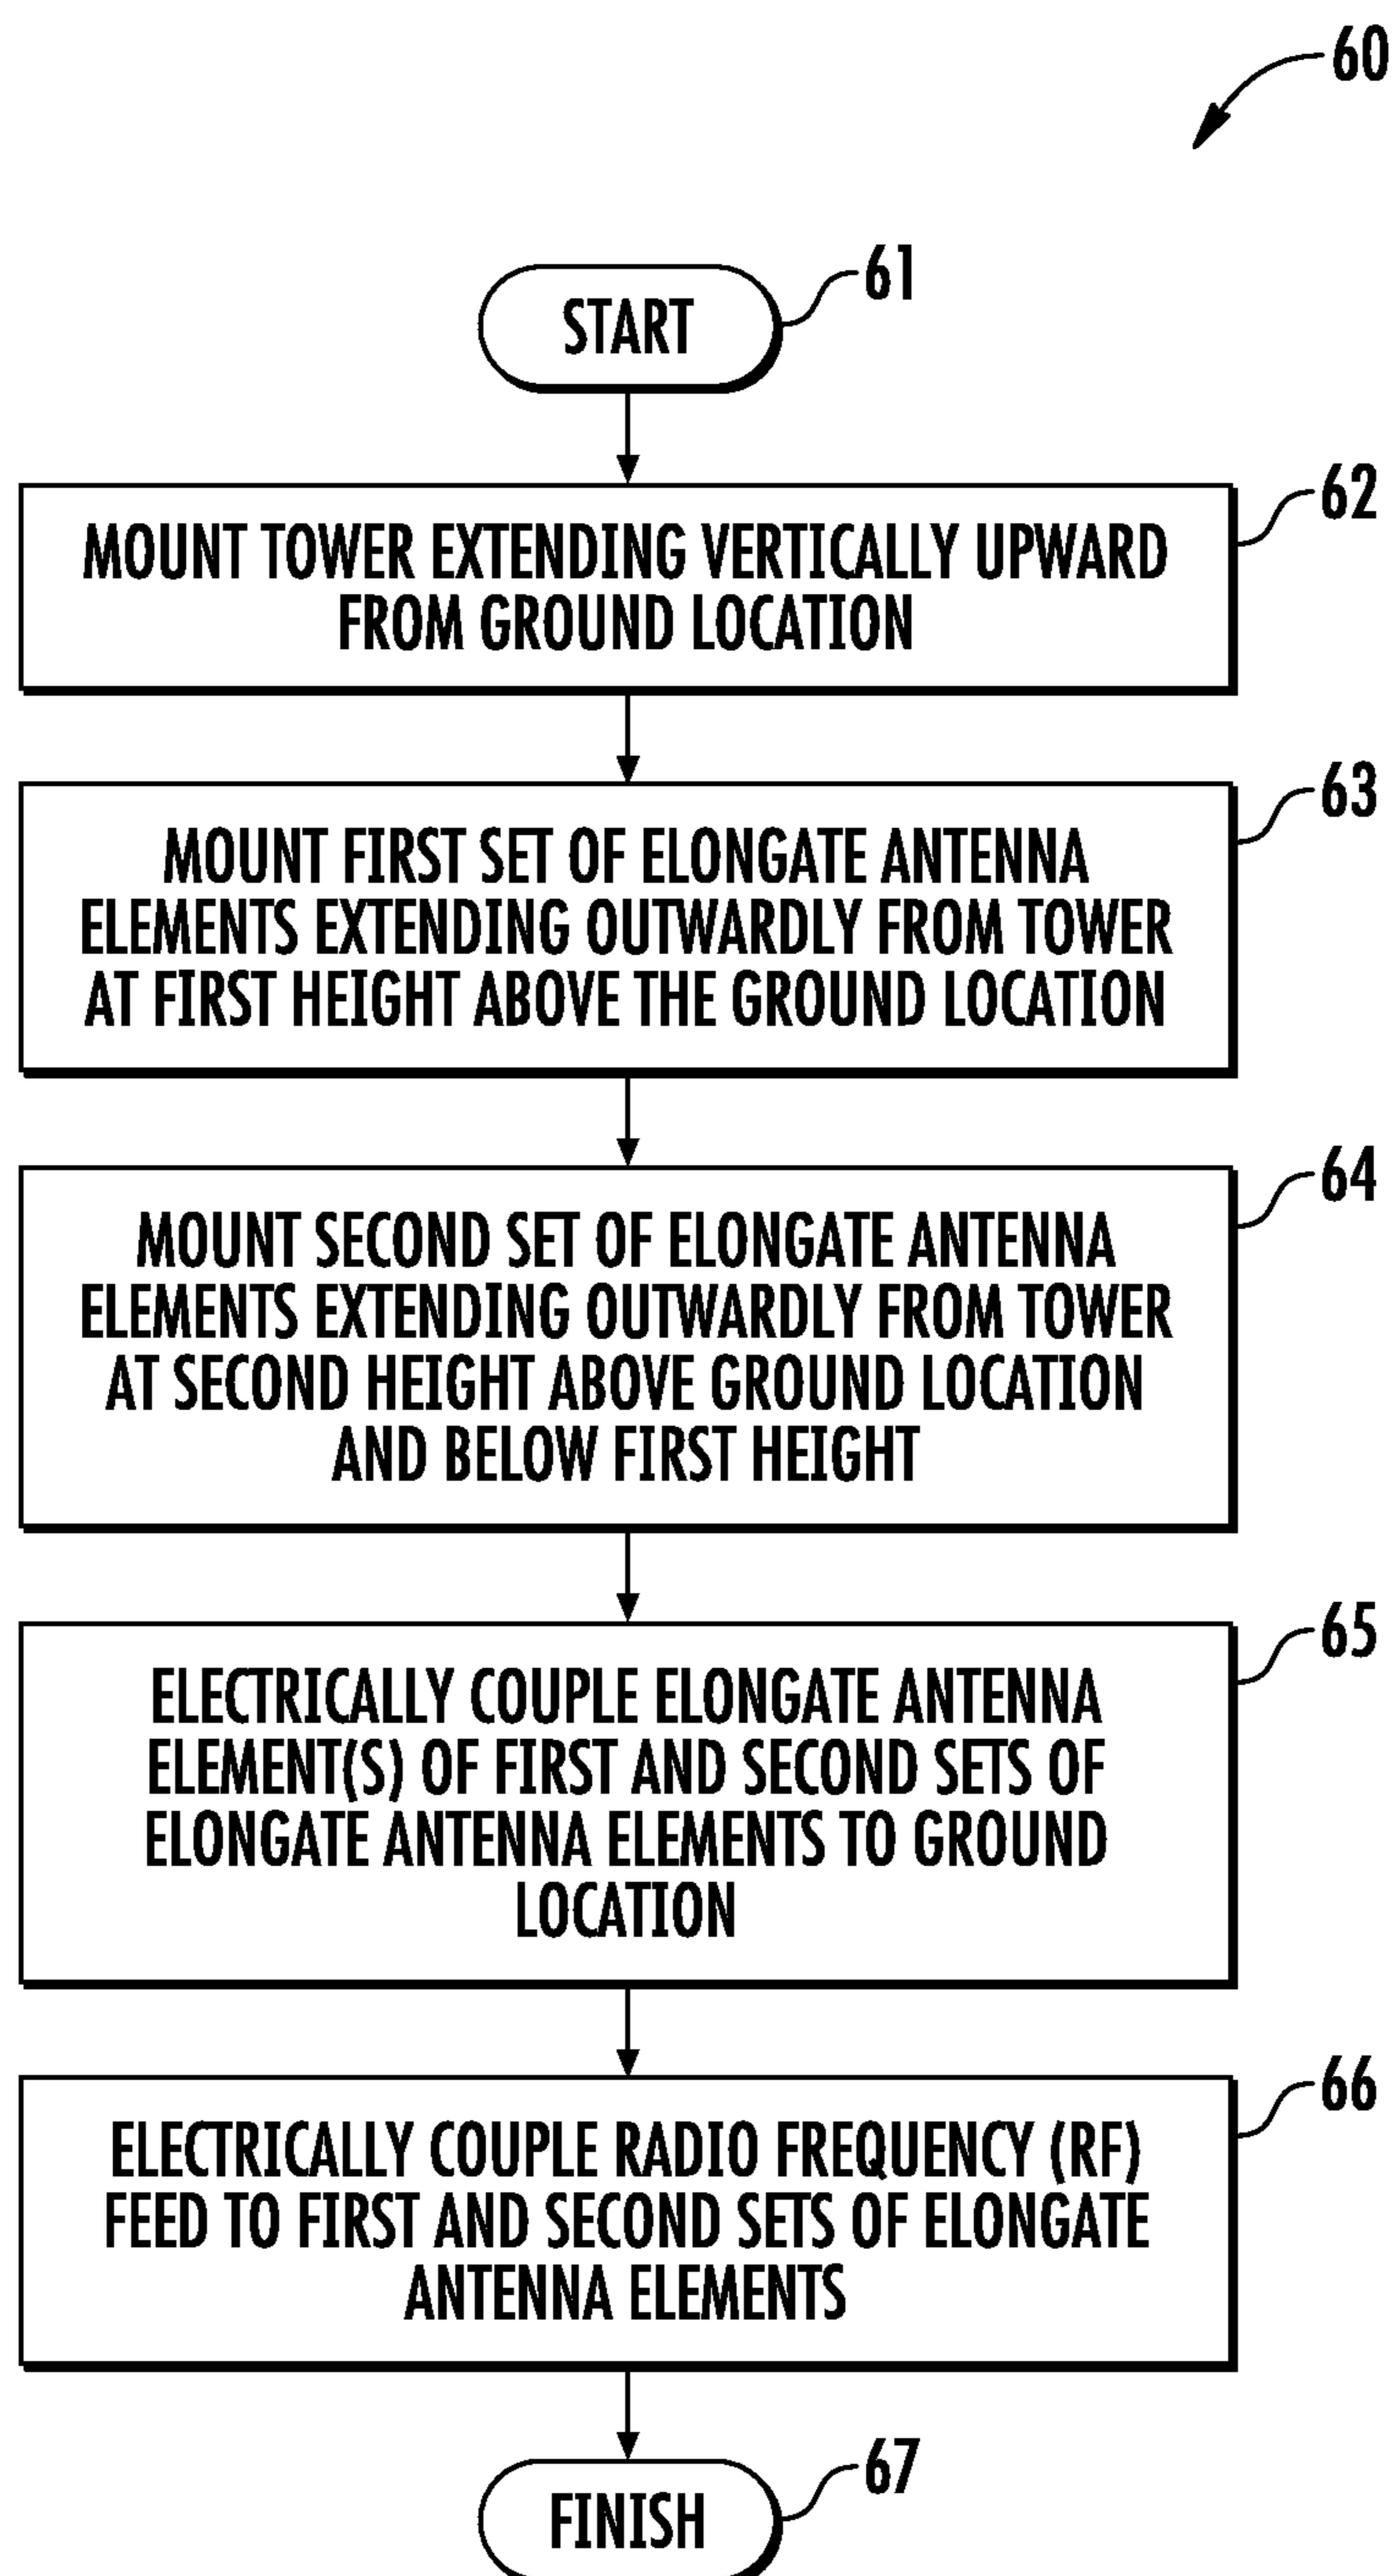 60
START
61
MOUNT TOWER EXTENDING VERTICALLY UPWARD
FROM GROUND LOCATION
62
MOUNT FIRST SET OF ELONGATE ANTENNA
ELEMENTS EXTENDING OUTWARDLY FROM TOWER
AT FIRST HEIGHT ABOVE THE GROUND LOCATION
63
MOUNT SECOND SET OF ELONGATE ANTENNA
ELEMENTS EXTENDING OUTWARDLY FROM TOWER
AT SECOND HEIGHT ABOVE GROUND LOCATION
AND BELOW FIRST HEIGHT
64
ELECTRICALLY COUPLE ELONGATE ANTENNA
ELEMENT(S) OF FIRST AND SECOND SETS OF
ELONGATE ANTENNA ELEMENTS TO GROUND
LOCATION
65
ELECTRICALLY COUPLE RADIO FREQUENCY (RF)
FEED TO FIRST AND SECOND SETS OF ELONGATE
ANTENNA ELEMENTS
66
FINISH
67